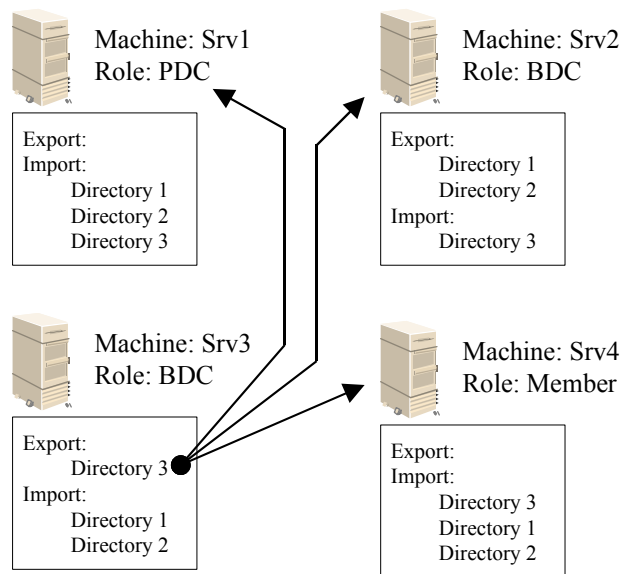 Machine: Srv1
Role: PDC
Export:
Import:
Directory 1
Directory 2
Directory 3
Machine: Srv2
Role: BDC
Export:
Directory 1
Directory 2
Import:
Directory 3
Machine: Srv3
Role: BDC
Export:
Directory 3
Import:
Directory 1
Directory 2
Machine: Srv4
Role: Member
Export:
Import:
Directory 3
Directory 1
Directory 2